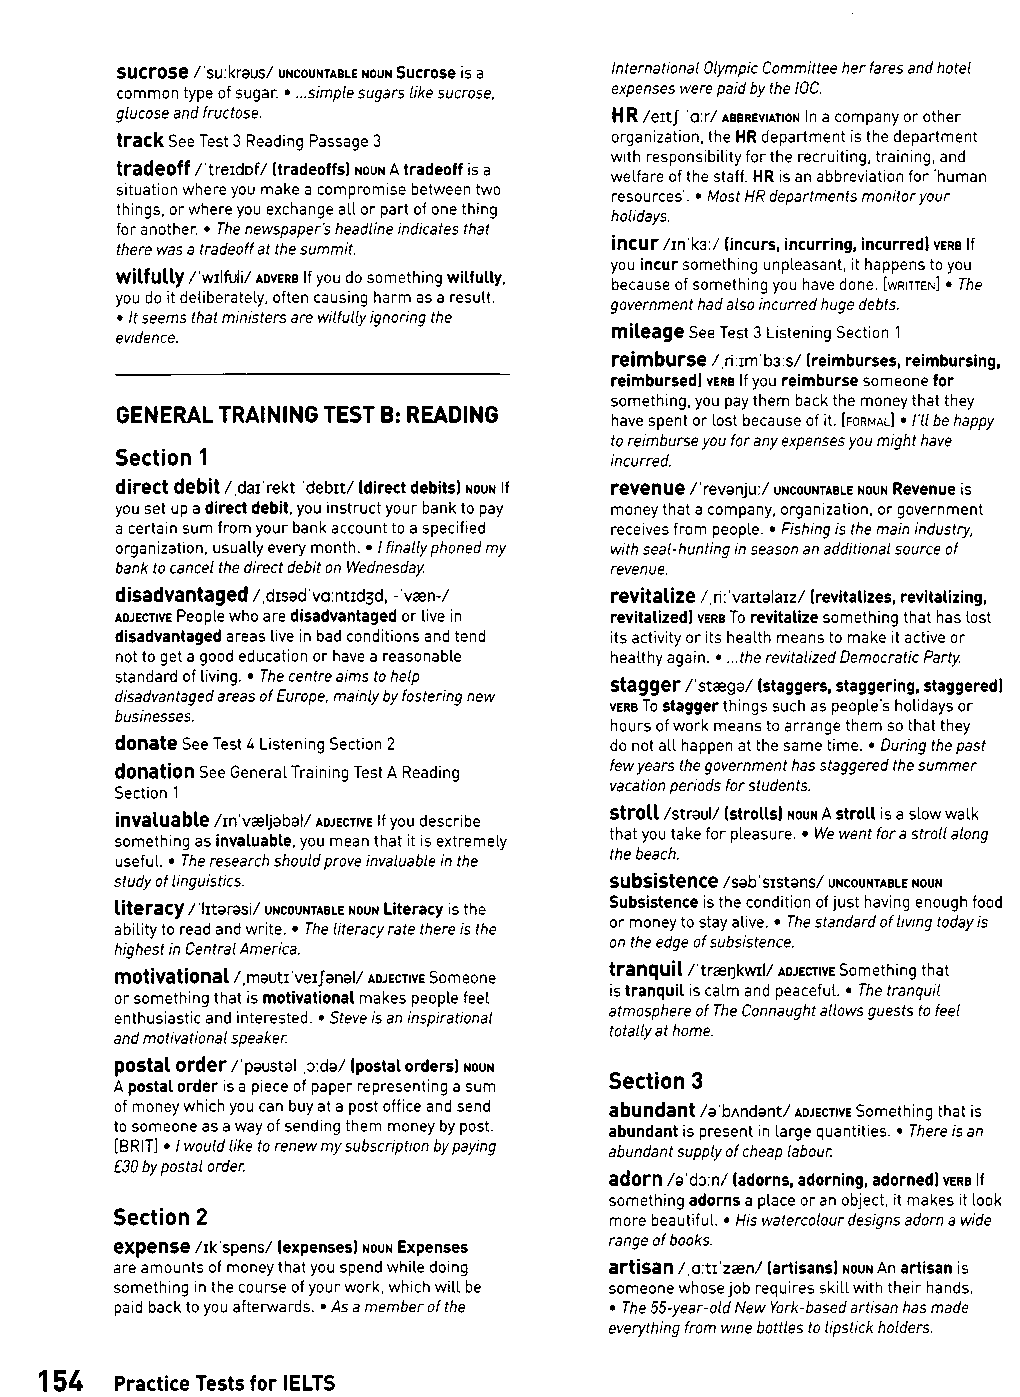 sucrose /ˈsuːkrəʊs/ UNCOUNTABLE NOUN Sucrose is a
common type of sugar. • ...simple sugars like sucrose,
glucose and fructose.
track See Test 3 Reading Passage 3
tradeoff /ˈtreɪdɒf/ (tradeoffs) NOUN A tradeoff is a
situation where you make a compromise between two
things, or where you exchange all or part of one thing
for another. • The newspaper's headline indicates that
there was a tradeoff at the summit.
wilfully /ˈwɪlfʊli/ ADVERB If you do something wilfully,
you do it deliberately, often causing harm as a result.
• It seems that ministers are wilfully ignoring the
evidence.
GENERAL TRAINING TEST B: READING
Section 1
direct debit /ˌdaɪˈrekt ˈdebɪt/ (direct debits) NOUN If
you set up a direct debit, you instruct your bank to pay
a certain sum from your bank account to a specified
organization, usually every month. • I finally phoned my
bank to cancel the direct debit on Wednesday.
disadvantaged /ˌdɪsədˈvɑːntɪdʒd, -ˈvæn-/
ADJECTIVE People who are disadvantaged or live in
disadvantaged areas live in bad conditions and tend
not to get a good education or have a reasonable
standard of living. • The centre aims to help
disadvantaged areas of Europe, mainly by fostering new
businesses.
donate See Test 4 Listening Section 2
donation See General Training Test A Reading
Section 1
invaluable /ɪnˈvæljəbəl/ ADJECTIVE If you describe
something as invaluable, you mean that it is extremely
useful. • The research should prove invaluable in the
study of linguistics.
literacy /ˈlɪtərəsi/ UNCOUNTABLE NOUN Literacy is the
ability to read and write. • The literacy rate there is the
highest in Central America.
motivational /ˌməʊtɪˈveɪʃənəl/ ADJECTIVE Someone
or something that is motivational makes people feel
enthusiastic and interested. • Steve is an inspirational
and motivational speaker.
postal order /ˈpəʊstəl ˌɔːdə/ (postal orders) NOUN
A postal order is a piece of paper representing a sum
of money which you can buy at a post office and send
to someone as a way of sending them money by post.
[BRIT] • I would like to renew my subscription by paying
£30 by postal order.
Section 2
expense /ɪkˈspens/ (expenses) NOUN Expenses
are amounts of money that you spend while doing
something in the course of your work, which will be
paid back to you afterwards. • As a member of the
International Olympic Committee her fares and hotel
expenses were paid by the IOC.
HR /eɪtʃ ˈɑːr/ ABBREVIATION In a company or other
organization, the HR department is the department
with responsibility for the recruiting, training, and
welfare of the staff. HR is an abbreviation for 'human
resources'. • Most HR departments monitor your
holidays.
incur /ɪnˈkɜː/ (incurs, incurring, incurred) VERB If
you incur something unpleasant, it happens to you
because of something you have done. [WRITTEN] • The
government had also incurred huge debts.
mileage See Test 3 Listening Section 1
reimburse /ˌriːɪmˈbɜːs/ (reimburses, reimbursing,
reimbursed) VERB If you reimburse someone for
something, you pay them back the money that they
have spent or lost because of it. [FORMAL] • I'll be happy
to reimburse you for any expenses you might have
incurred.
revenue /ˈrevənjuː/ UNCOUNTABLE NOUN Revenue is
money that a company, organization, or government
receives from people. • Fishing is the main industry,
with seal-hunting in season an additional source of
revenue.
revitalize /ˌriːˈvaɪtəlaɪz/ (revitalizes, revitalizing,
revitalized) VERB To revitalize something that has lost
its activity or its health means to make it active or
healthy again. • ...the revitalized Democratic Party.
stagger /ˈstægə/ (staggers, staggering, staggered)
VERB To stagger things such as people's holidays or
hours of work means to arrange them so that they
do not all happen at the same time. • During the past
few years the government has staggered the summer
vacation periods for students.
stroll /strəʊl/ (strolls) NOUN A stroll is a slow walk
that you take for pleasure. • We went for a stroll along
the beach.
subsistence /səbˈsɪstəns/ UNCOUNTABLE NOUN
Subsistence is the condition of just having enough food
or money to stay alive. • The standard of living today is
on the edge of subsistence.
tranquil /ˈtræŋkwɪl/ ADJECTIVE Something that
is tranquil is calm and peaceful. • The tranquil
atmosphere of The Connaught allows guests to feel
totally at home.
Section 3
abundant /əˈbʌndənt/ ADJECTIVE Something that is
abundant is present in large quantities. • There is an
abundant supply of cheap labour.
adorn /əˈdɔːn/ (adorns, adorning, adorned) VERB If
something adorns a place or an object, it makes it look
more beautiful. • His watercolour designs adorn a wide
range of books.
artisan /ˌɑːtɪˈzæn/ (artisans) NOUN An artisan is
someone whose job requires skill with their hands.
• The 55-year-old New York-based artisan has made
everything from wine bottles to lipstick holders.
154 Practice Tests for IELTS